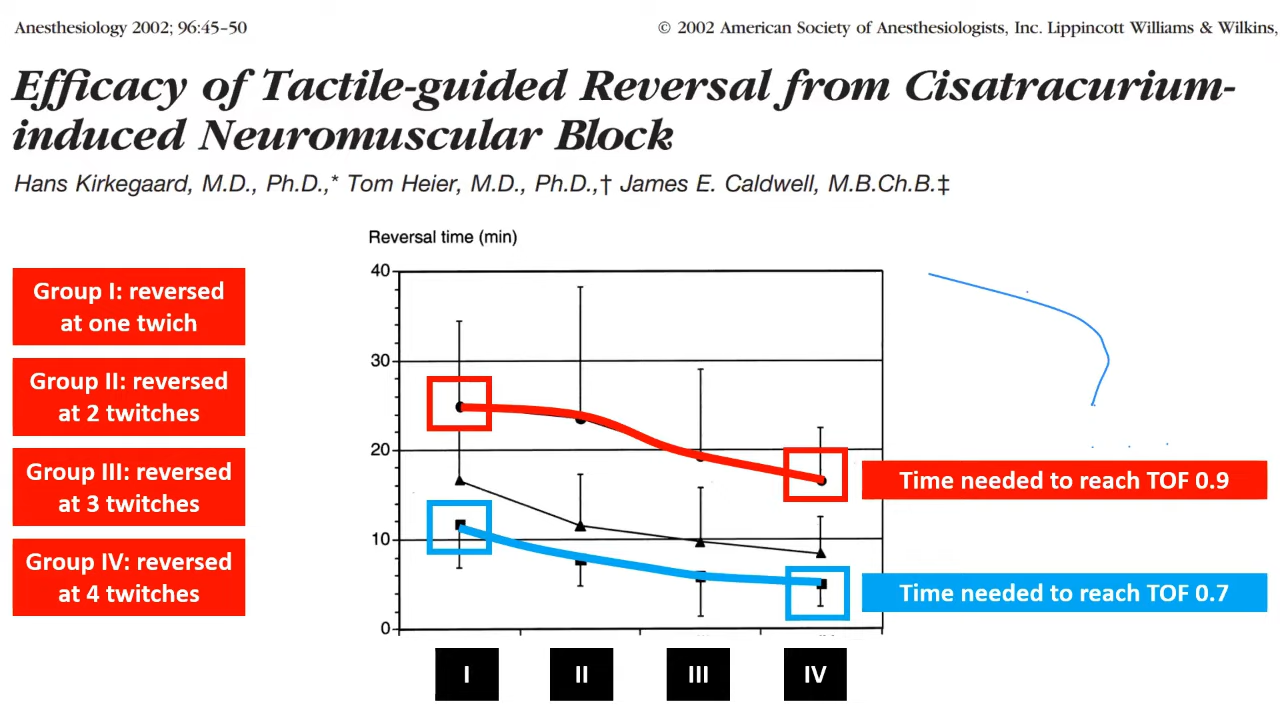 Anesthesiology 2002; 96:45–50
© 2002 American Society of Anesthesiologists, Inc. Lippincott Williams & Wilkins,
Efficacy of Tactile-guided Reversal from Cisatracurium-
induced Neuromuscular Block
Hans Kirkegaard, M.D., Ph.D.,* Tom Heier, M.D., Ph.D.,† James E. Caldwell, M.B.Ch.B.‡
Group I: reversed
at one twich
Group II: reversed
at 2 twitches
Group III: reversed
at 3 twitches
Group IV: reversed
at 4 twitches
Reversal time (min)
40
30
20
10
0
I
II
III
IV
Time needed to reach TOF 0.9
Time needed to reach TOF 0.7